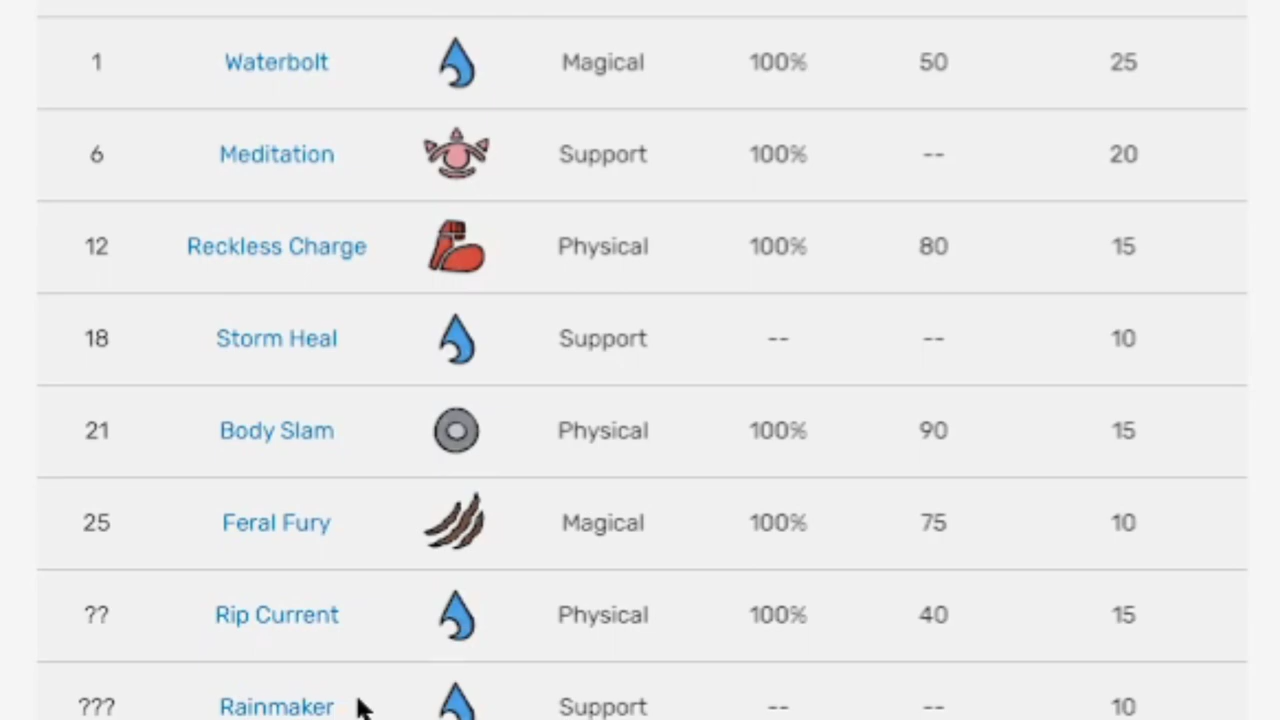 1 Waterbolt Magical 100% 50 25
6 Meditation Support 100% -- 20
12 Reckless Charge Physical 100% 80 15
18 Storm Heal Support -- -- 10
21 Body Slam Physical 100% 90 15
25 Feral Fury Magical 100% 75 10
?? Rip Current Physical 100% 40 15
??? Rainmaker Support -- -- 10